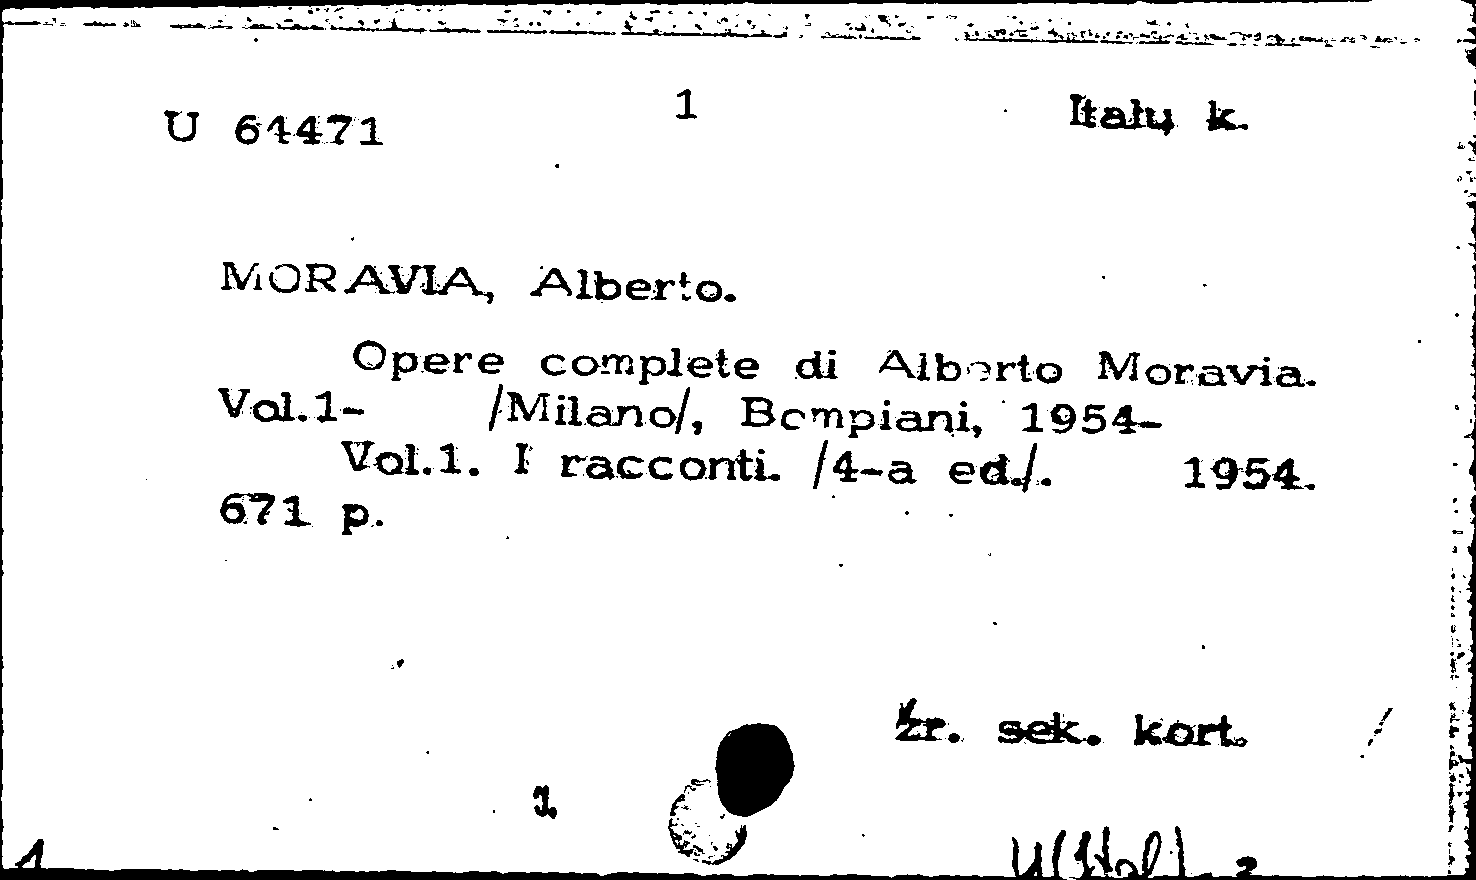 U 64471 1 Italų k.
MORAVIA, Alberto.
Opere complete di Alberto Moravia.
Vol.1- /Milano/, Bompiani, 1954-
Vol.1. I racconti. /4-a ed./. 1954.
671 p.
žr. sek. kort.
1.